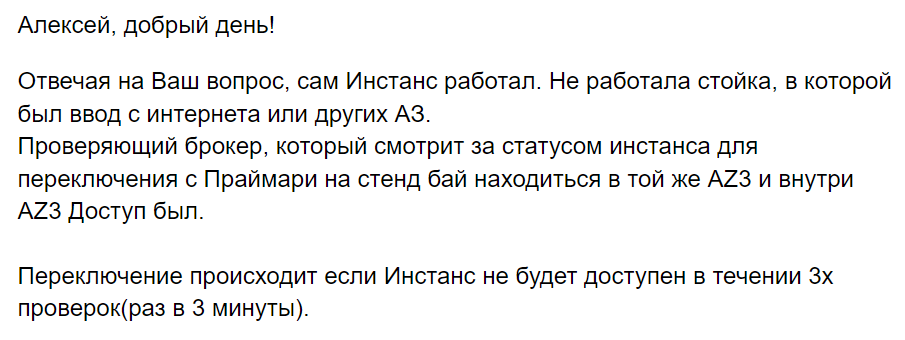 Алексей, добрый день!
Отвечая на Ваш вопрос, сам Инстанс работал. Не работала стойка, в которой
был ввод с интернета или других АЗ.
Проверяющий брокер, который смотрит за статусом инстанса для
переключения с Праймари на стенд бай находиться в той же AZ3 и внутри
AZ3 Доступ был.
Переключение происходит если Инстанс не будет доступен в течении 3х
проверок(раз в 3 минуты).